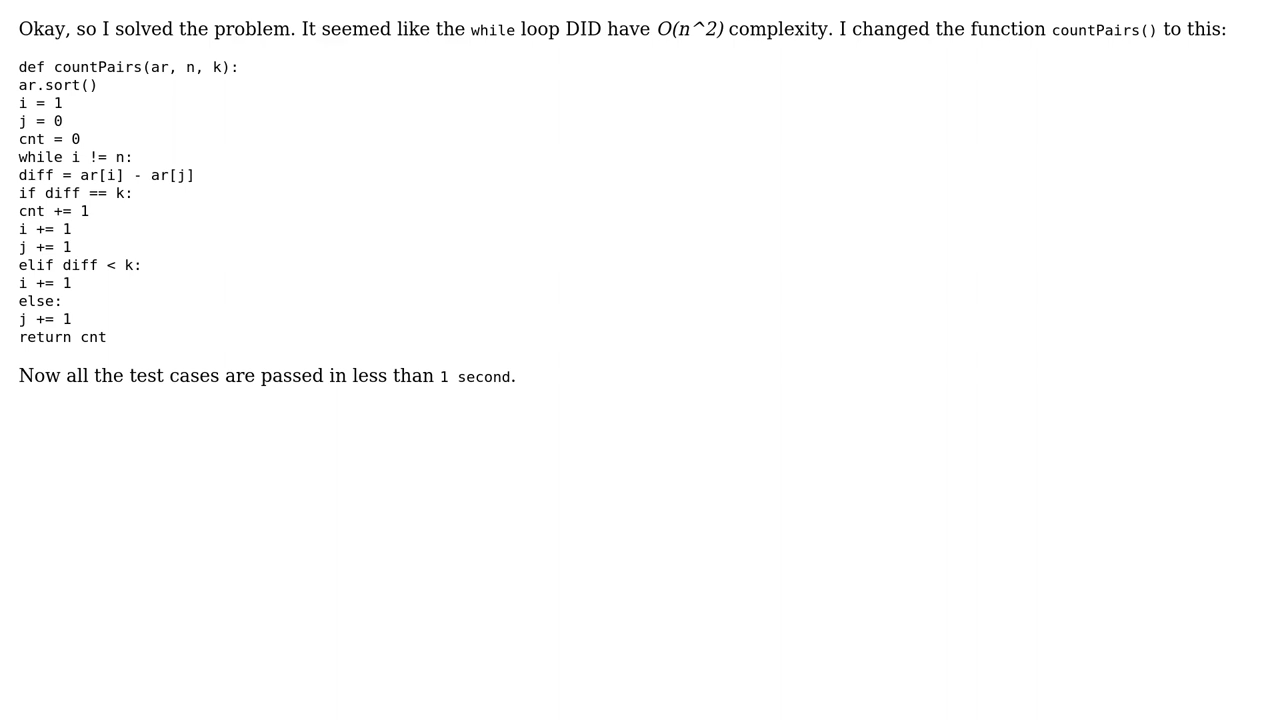 Okay, so I solved the problem. It seemed like the while loop DID have O(n^2) complexity. I changed the function countPairs() to this:
def countPairs(ar, n, k):
ar.sort()
i = 1
j = 0
cnt = 0
while i != n:
diff = ar[i] - ar[j]
if diff == k:
cnt += 1
i += 1
j += 1
elif diff < k:
i += 1
else:
j += 1
return cnt
Now all the test cases are passed in less than 1 second.